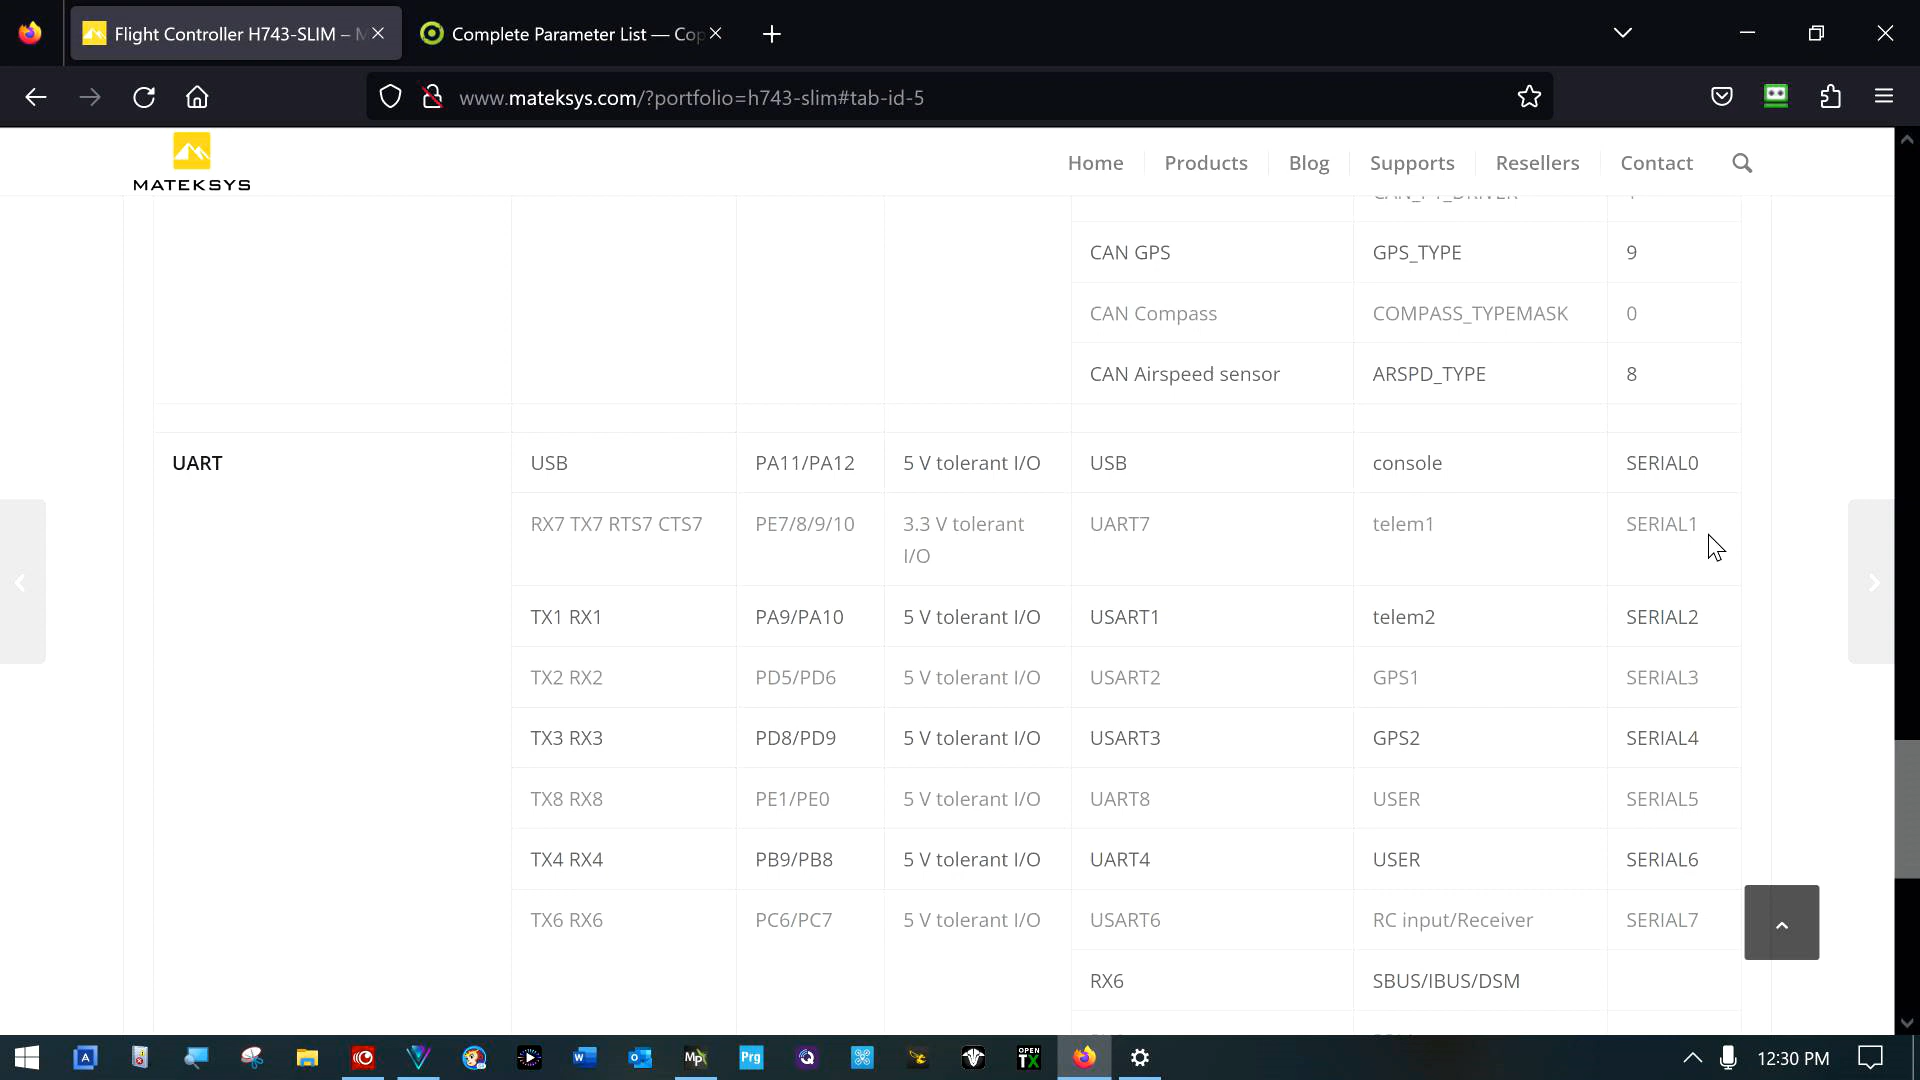 Flight Controller H743-SLIM –
Complete Parameter List — Cop
www.mateksys.com/?portfolio=h743-slim#tab-id-5
MATEKSYS
Home Products Blog Supports Resellers Contact
CAN GPS GPS_TYPE 9
CAN Compass COMPASS_TYPEMASK 0
CAN Airspeed sensor ARSPD_TYPE 8
UART USB PA11/PA12 5 V tolerant I/O USB console SERIAL0
RX7 TX7 RTS7 CTS7 PE7/8/9/10 3.3 V tolerant UART7 telem1 SERIAL1
I/O
TX1 RX1 PA9/PA10 5 V tolerant I/O USART1 telem2 SERIAL2
TX2 RX2 PD5/PD6 5 V tolerant I/O USART2 GPS1 SERIAL3
TX3 RX3 PD8/PD9 5 V tolerant I/O USART3 GPS2 SERIAL4
TX8 RX8 PE1/PE0 5 V tolerant I/O UART8 USER SERIAL5
TX4 RX4 PB9/PB8 5 V tolerant I/O UART4 USER SERIAL6
TX6 RX6 PC6/PC7 5 V tolerant I/O USART6 RC input/Receiver SERIAL7
RX6 SBUS/IBUS/DSM
Mp Prg OPEN TX 12:30 PM